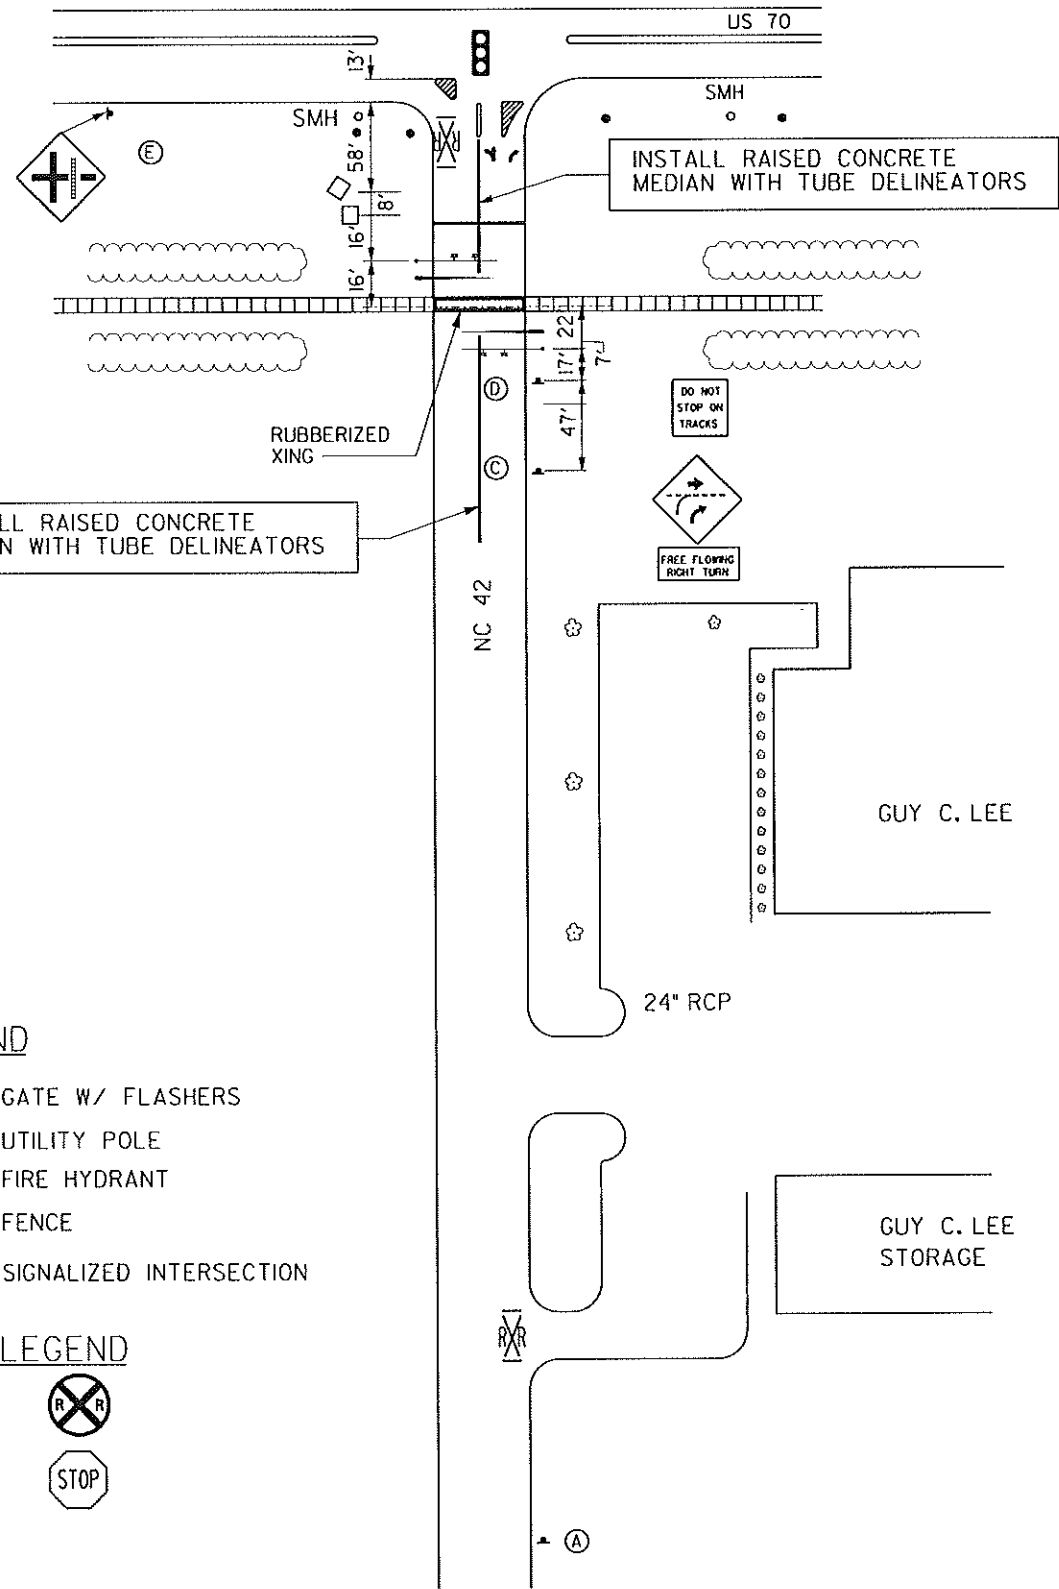 US 70
13'
SMH
SMH
E
58'
8'
16'
16'
RR
INSTALL RAISED CONCRETE
MEDIAN WITH TUBE DELINEATORS
22
17'
7'
47'
D
C
DO NOT
STOP ON
TRACKS
RUBBERIZED
XING
LL RAISED CONCRETE
N WITH TUBE DELINEATORS
FREE FLOWING
RIGHT TURN
NC 42
GUY C. LEE
24" RCP
ND
GATE W/ FLASHERS
UTILITY POLE
FIRE HYDRANT
FENCE
SIGNALIZED INTERSECTION
GUY C. LEE
STORAGE
RR
LEGEND
R R
STOP
A